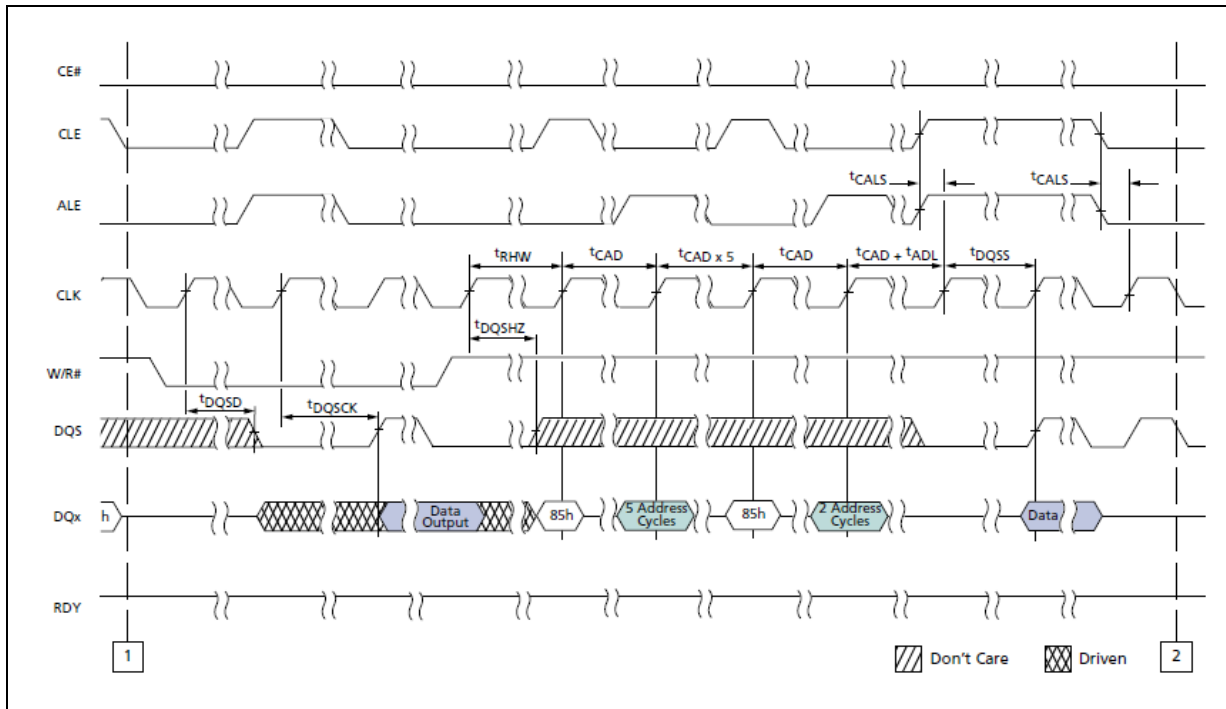 CE#
CLE
tCALS
tCALS
ALE
tRHW
tCAD
tCAD x 5
tCAD
tCAD + tADL
tDQSS
CLK
tDQSHZ
W/R#
tDQSD
tDQSCK
DQS
DQx
h
Data
Output
85h
5 Address
Cycles
85h
2 Address
Cycles
Data
RDY
1
Don't Care
Driven
2